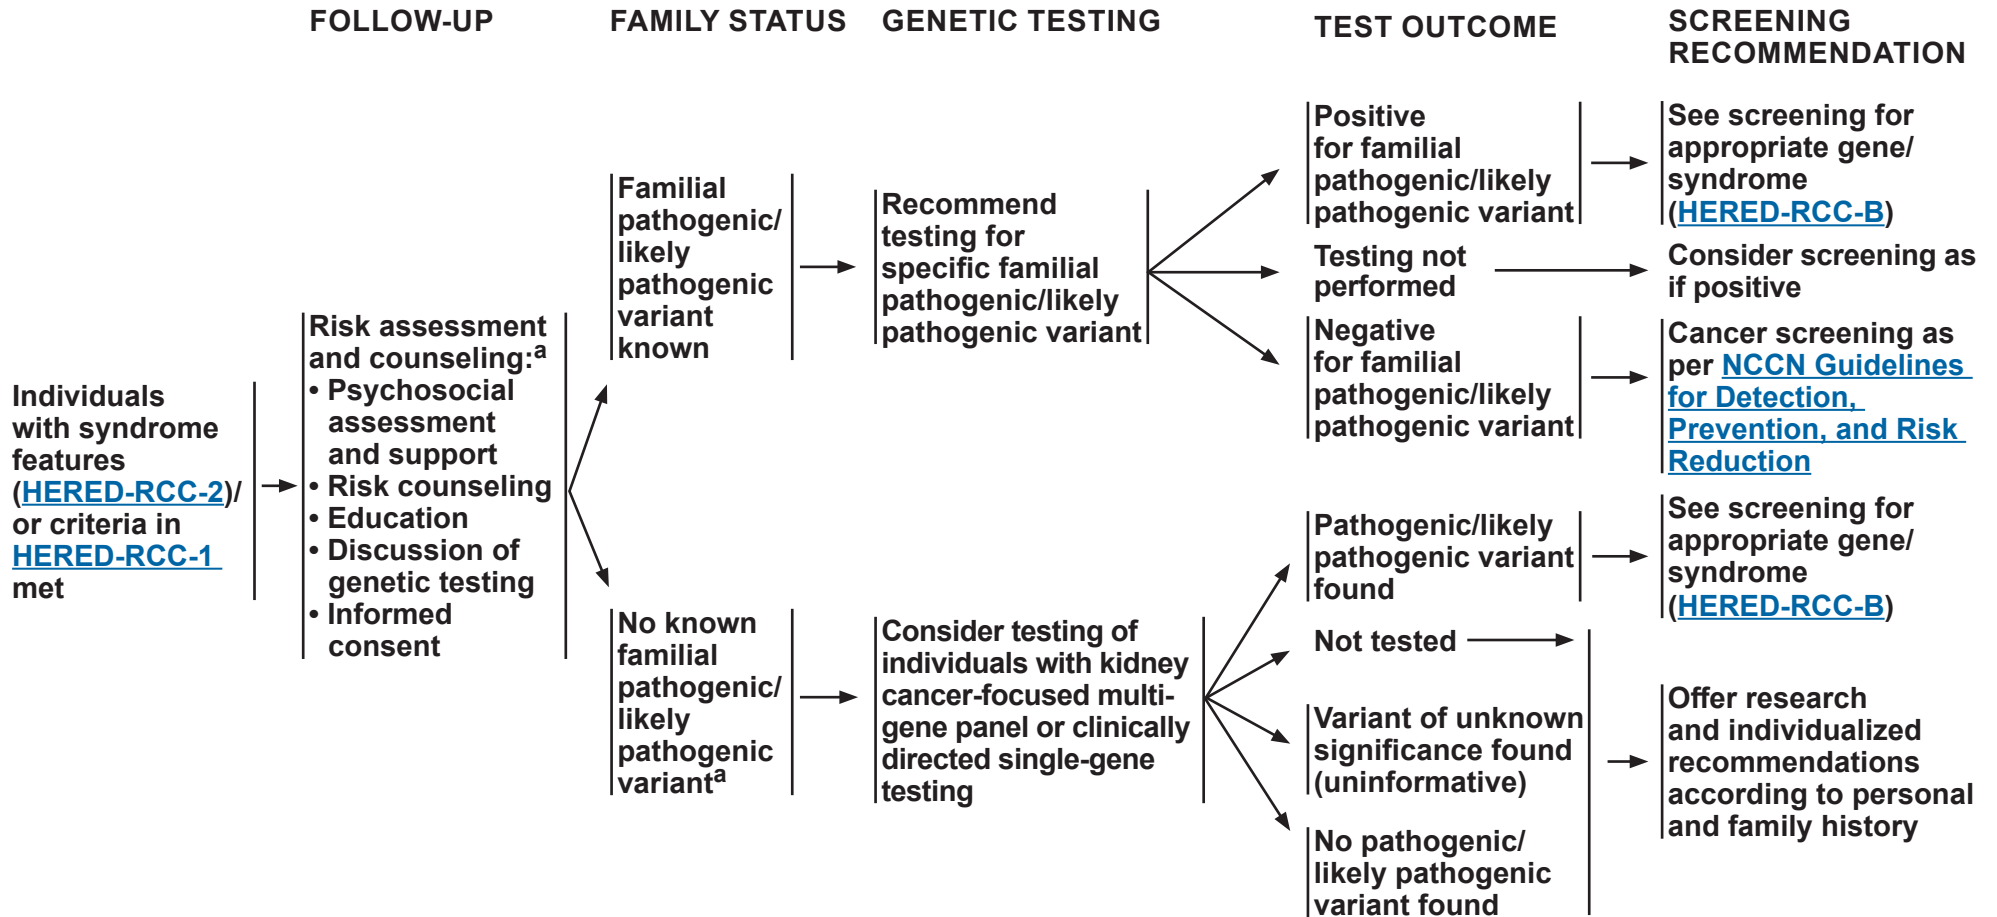 FOLLOW-UP
FAMILY STATUS
GENETIC TESTING
TEST OUTCOME
SCREENING
RECOMMENDATION
Individuals
with syndrome
features
(HERED-RCC-2)/
or criteria in
HERED-RCC-1
met
Risk assessment
and counseling:a
• Psychosocial
assessment
and support
• Risk counseling
• Education
• Discussion of
genetic testing
• Informed
consent
Familial
pathogenic/
likely
pathogenic
variant
known
Recommend
testing for
specific familial
pathogenic/likely
pathogenic variant
Positive
for familial
pathogenic/likely
pathogenic variant
See screening for
appropriate gene/
syndrome
(HERED-RCC-B)
Testing not
performed
Consider screening as
if positive
Negative
for familial
pathogenic/likely
pathogenic variant
Cancer screening as
per NCCN Guidelines
for Detection,
Prevention, and Risk
Reduction
No known
familial
pathogenic/
likely
pathogenic
varianta
Consider testing of
individuals with kidney
cancer-focused multi-
gene panel or clinically
directed single-gene
testing
Pathogenic/likely
pathogenic variant
found
See screening for
appropriate gene/
syndrome
(HERED-RCC-B)
Not tested
Variant of unknown
significance found
(uninformative)
No pathogenic/
likely pathogenic
variant found
Offer research
and individualized
recommendations
according to personal
and family history